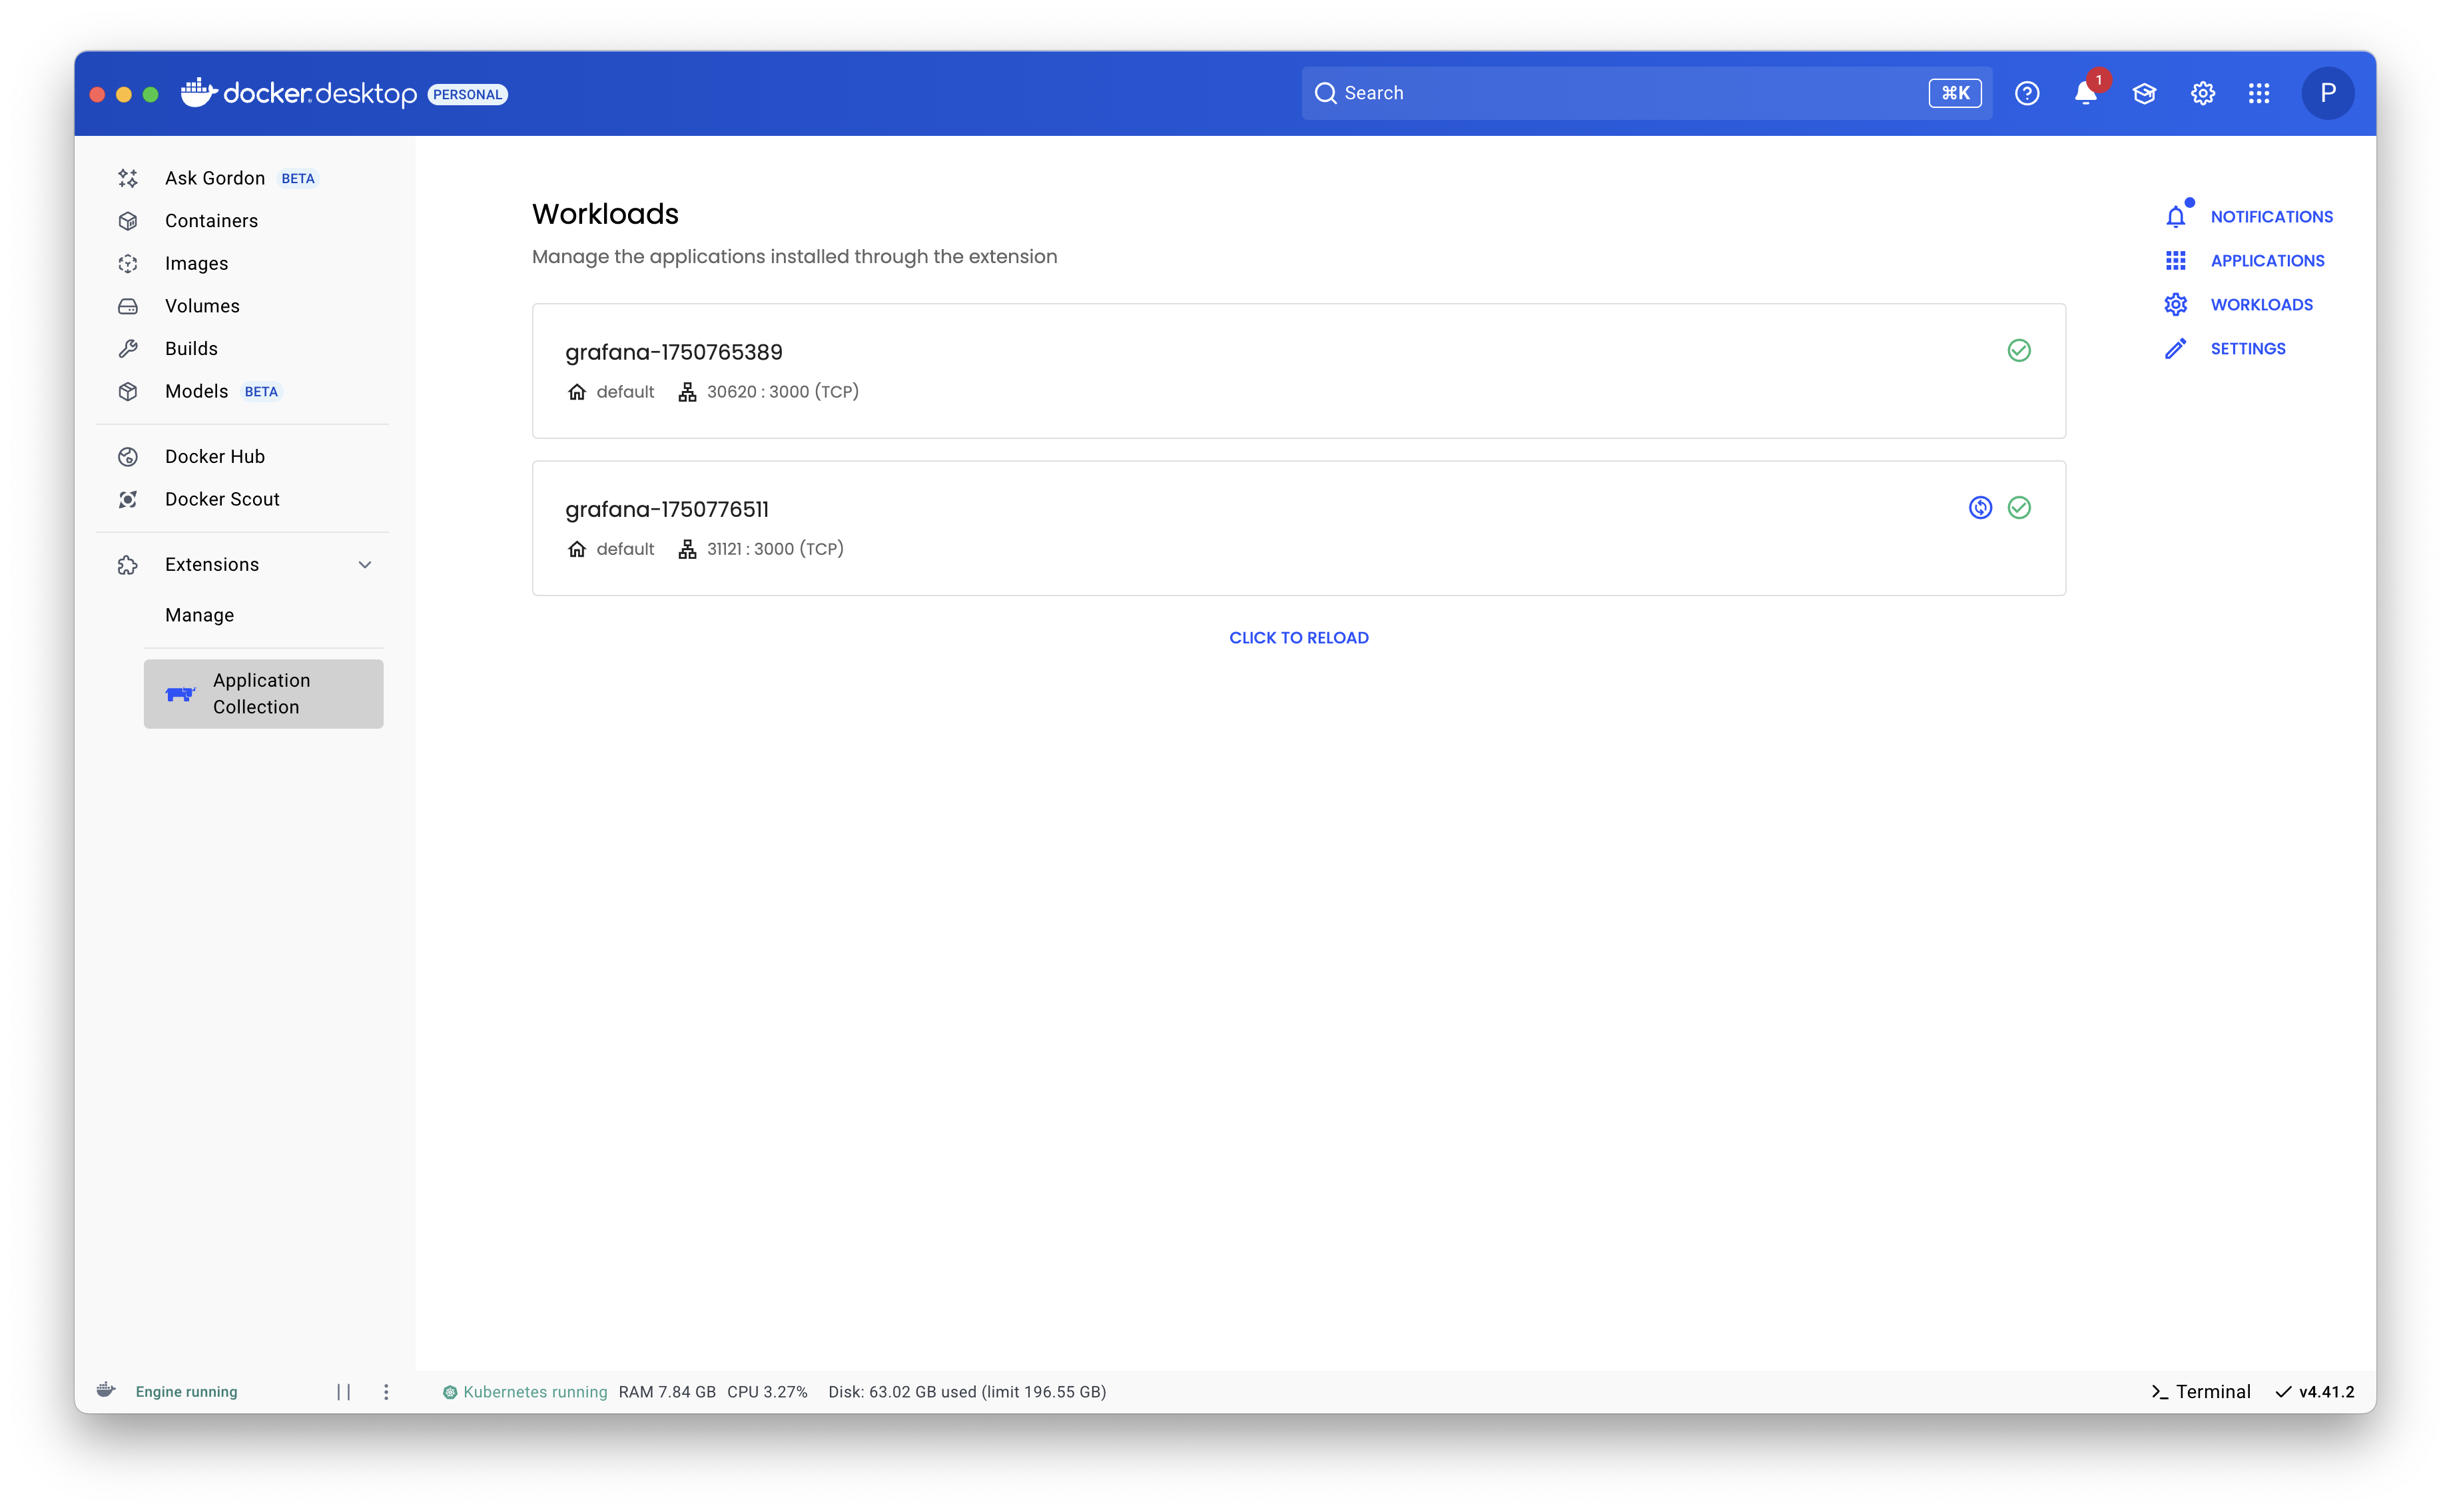 docker desktop PERSONAL
Search
⌘K
1
P
Ask Gordon BETA
Containers
Images
Volumes
Builds
Models BETA
Docker Hub
Docker Scout
Extensions
Manage
Application
Collection
Workloads
Manage the applications installed through the extension
grafana-1750765389
default 30620 : 3000 (TCP)
grafana-1750776511
default 31121 : 3000 (TCP)
CLICK TO RELOAD
NOTIFICATIONS
APPLICATIONS
WORKLOADS
SETTINGS
Engine running
Kubernetes running RAM 7.84 GB CPU 3.27% Disk: 63.02 GB used (limit 196.55 GB)
Terminal
v4.41.2